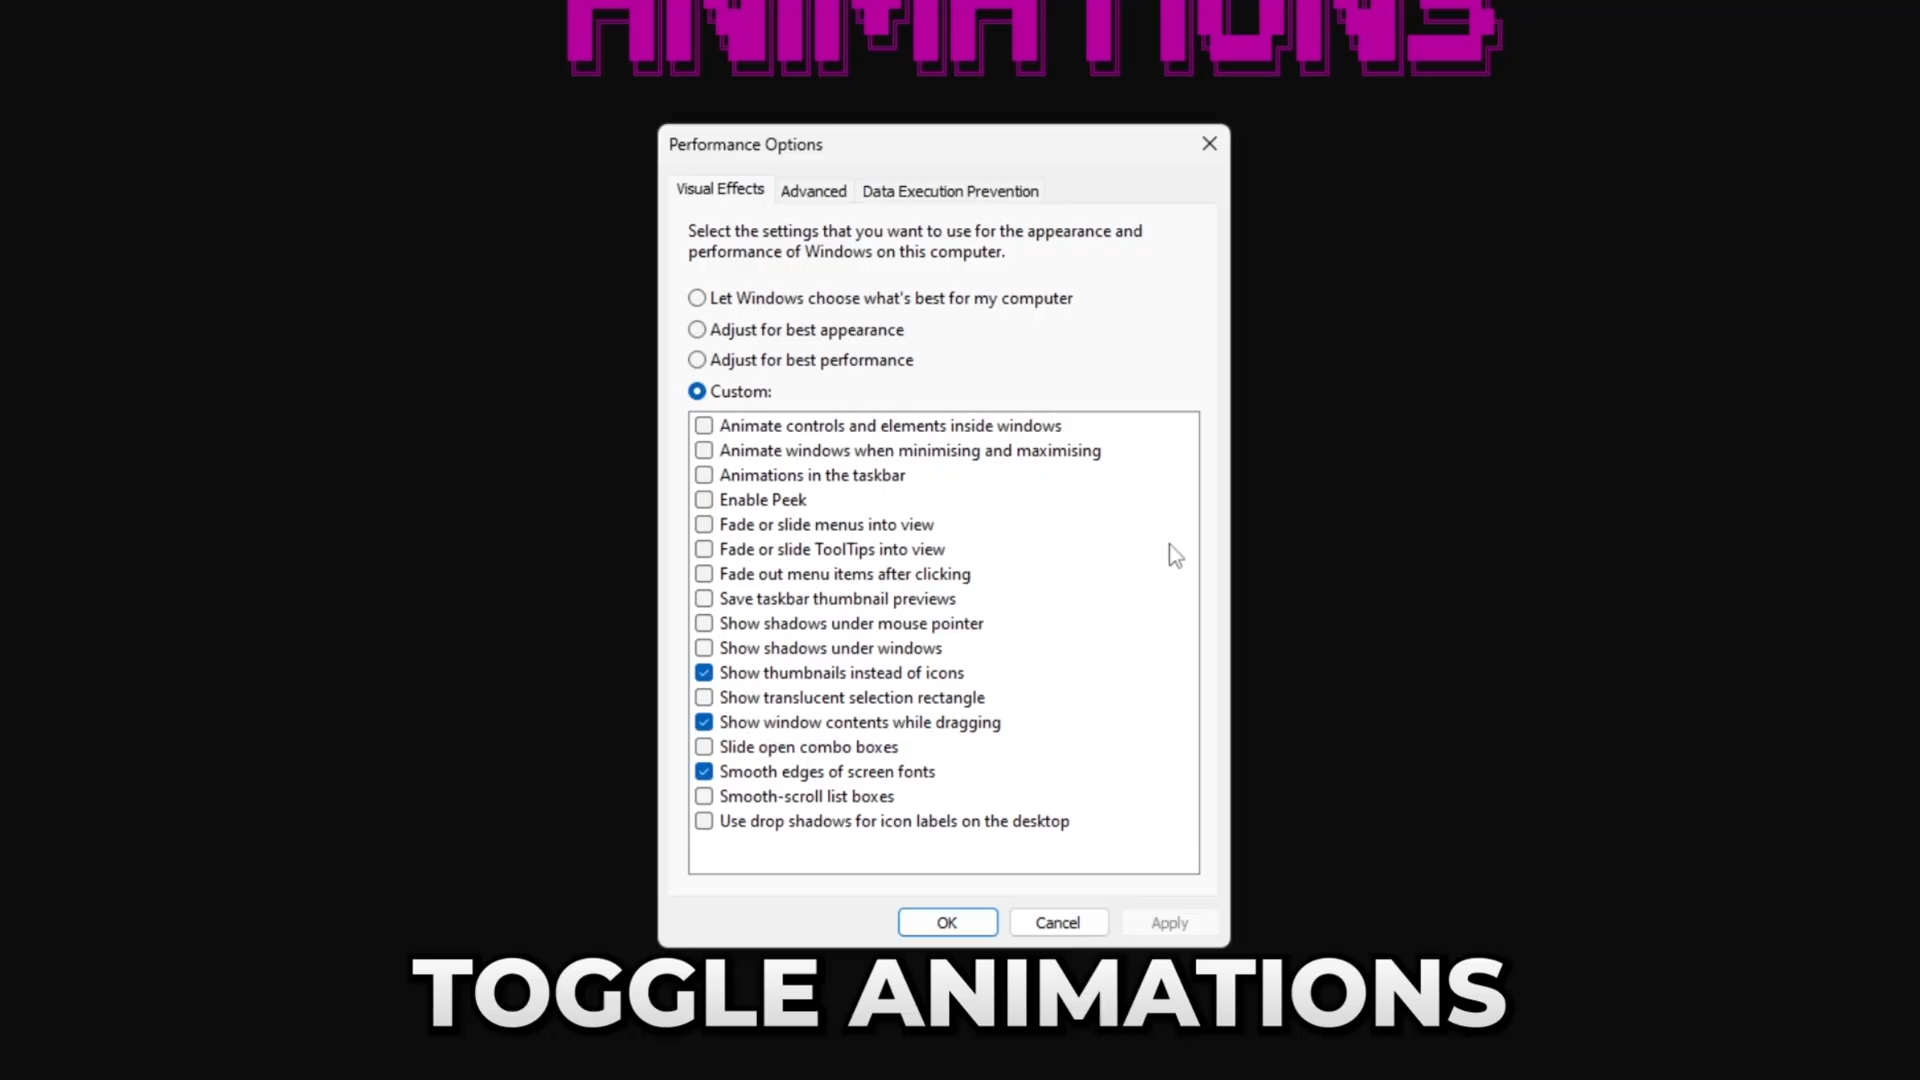 ANIMATIONS
Performance Options
Visual Effects
Advanced
Data Execution Prevention
Select the settings that you want to use for the appearance and
performance of Windows on this computer.
Let Windows choose what's best for my computer
Adjust for best appearance
Adjust for best performance
Custom:
Animate controls and elements inside windows
Animate windows when minimising and maximising
Animations in the taskbar
Enable Peek
Fade or slide menus into view
Fade or slide ToolTips into view
Fade out menu items after clicking
Save taskbar thumbnail previews
Show shadows under mouse pointer
Show shadows under windows
Show thumbnails instead of icons
Show translucent selection rectangle
Show window contents while dragging
Slide open combo boxes
Smooth edges of screen fonts
Smooth-scroll list boxes
Use drop shadows for icon labels on the desktop
OK
Cancel
Apply
TOGGLE ANIMATIONS